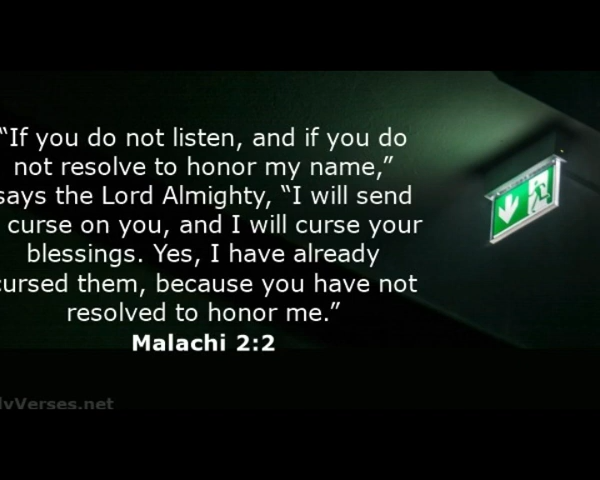 “If you do not listen, and if you do
not resolve to honor my name,”
says the Lord Almighty, “I will send
curse on you, and I will curse your
blessings. Yes, I have already
cursed them, because you have not
resolved to honor me.”
Malachi 2:2
lyVerses.net